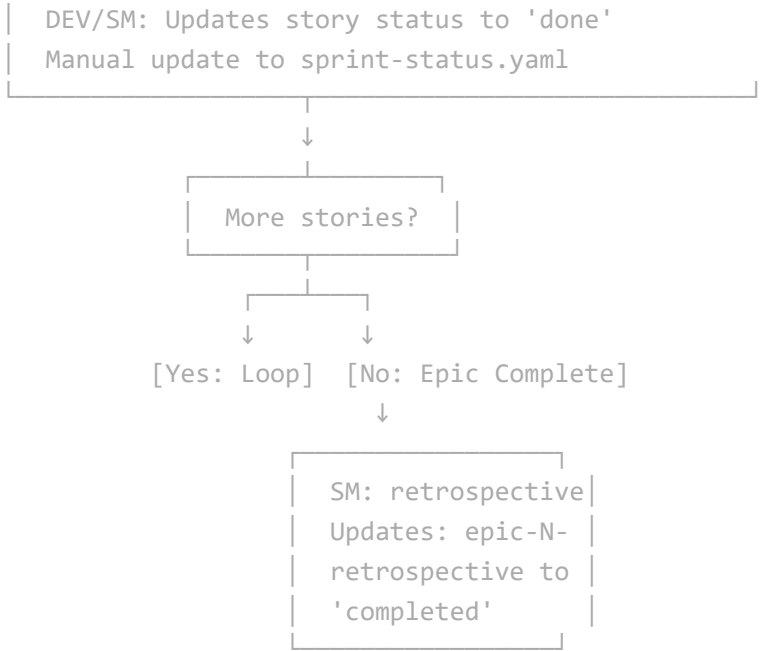 DEV/SM: Updates story status to 'done'
Manual update to sprint-status.yaml
More stories?
[Yes: Loop] [No: Epic Complete]
SM: retrospective
Updates: epic-N-
retrospective to
'completed'